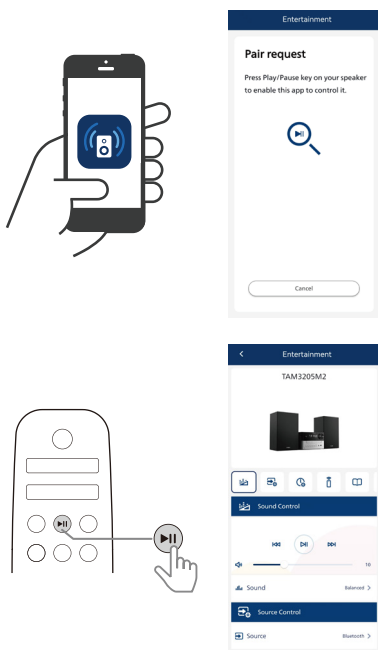 Entertainment
Pair request
Press Play/Pause key on your speaker
to enable this app to control it.
Cancel
Entertainment
TAM3205M2
Sound Control
18
Sound Balanced
Source Control
Source Bluetooth